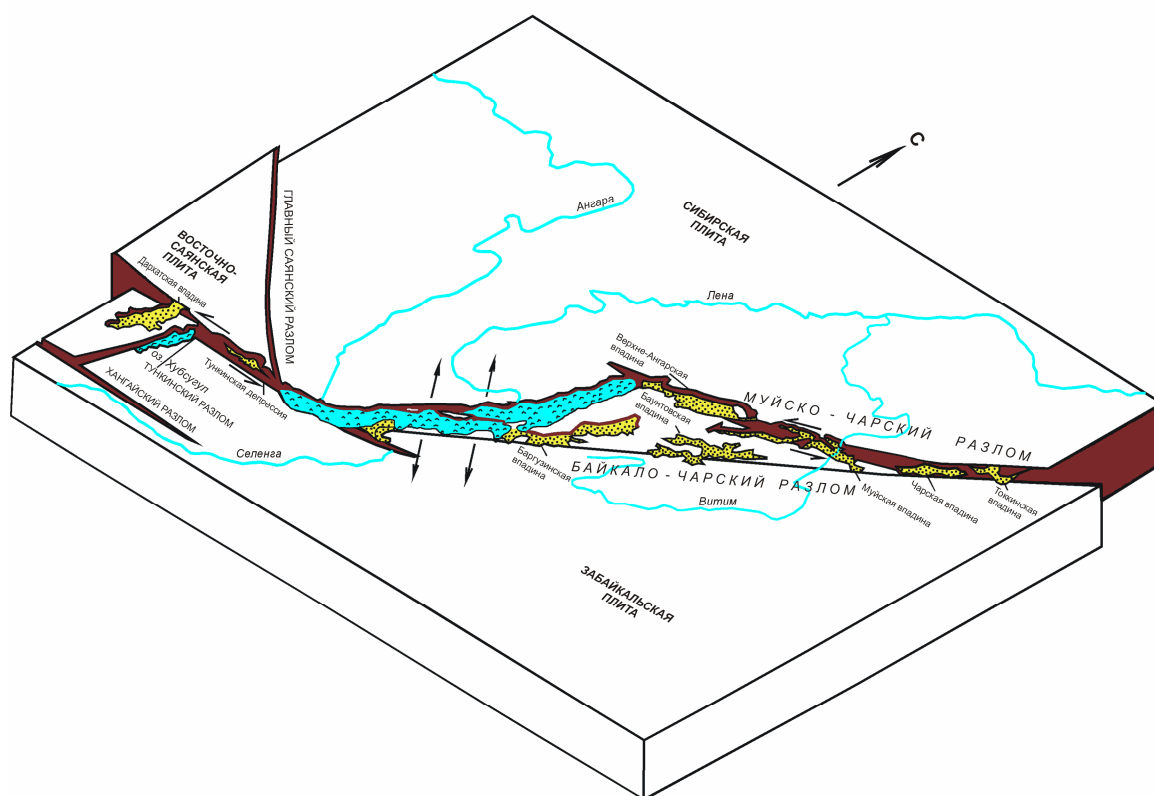 С
Ангара
СИБИРСКАЯ
ПЛИТА
ГЛАВНЫЙ САЯНСКИЙ РАЗЛОМ
ВОСТОЧНО-
САЯНСКАЯ
ПЛИТА
Дархатская впадина
Лена
Верхне-Ангарская
впадина
оз. Хубсугул
ТУНКИНСКИЙ РАЗЛОМ
Тункинская депрессия
ХАНГАЙСКИЙ РАЗЛОМ
Баунтовская
впадина
МУЙСКО - ЧАРСКИЙ РАЗЛОМ
Селенга
Баргузинская
впадина
БАЙКАЛО - ЧАРСКИЙ РАЗЛОМ
Витим
Муйская впадина
Чарская впадина
Токкинская
впадина
ЗАБАЙКАЛЬСКАЯ
ПЛИТА